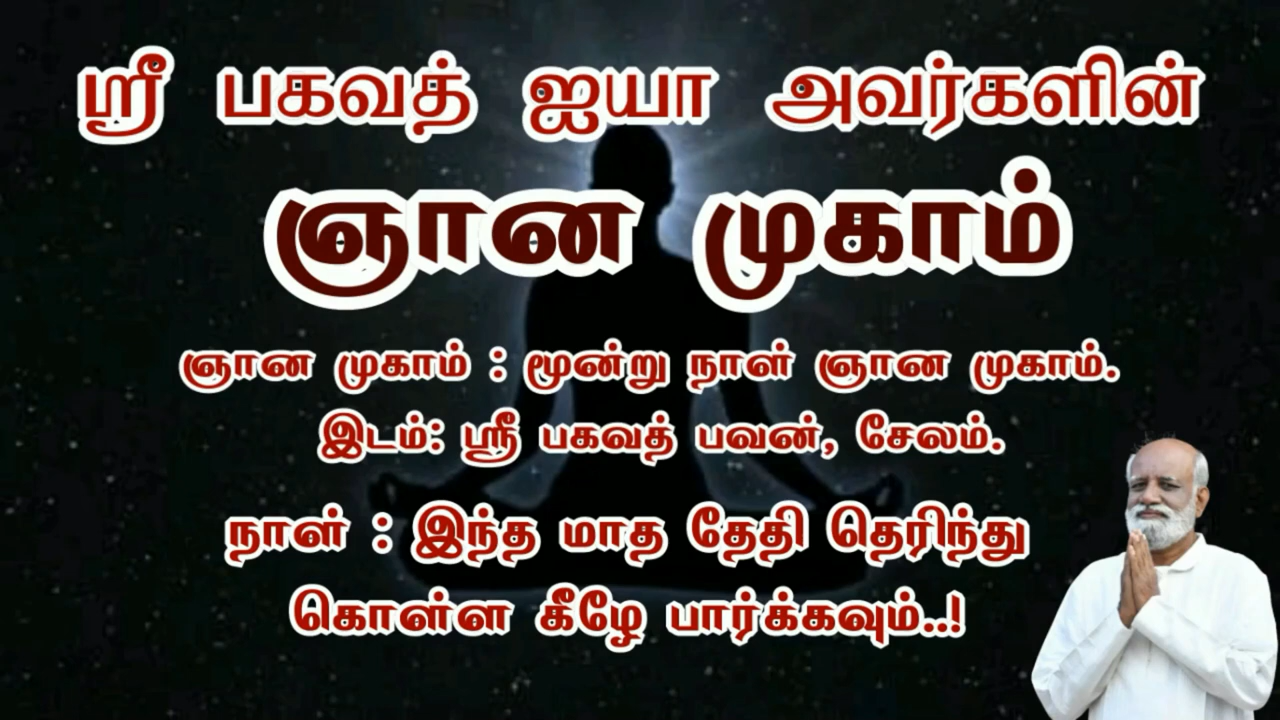 ஸ்ரீ பகவத் ஐயா அவர்களின்
ஞான முகாம்
ஞான முகாம் : மூன்று நாள் ஞான முகாம்.
இடம்: ஸ்ரீ பகவத் பவன், சேலம்.
நாள் : இந்த மாத தேதி தெரிந்து
கொள்ள கீழே பார்க்கவும்..!